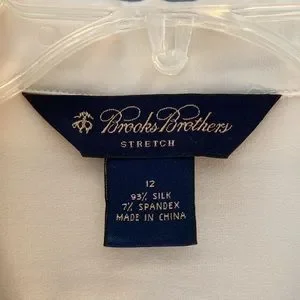 Brooks Brothers
STRETCH
12
93% SILK
7% SPANDEX
MADE IN CHINA